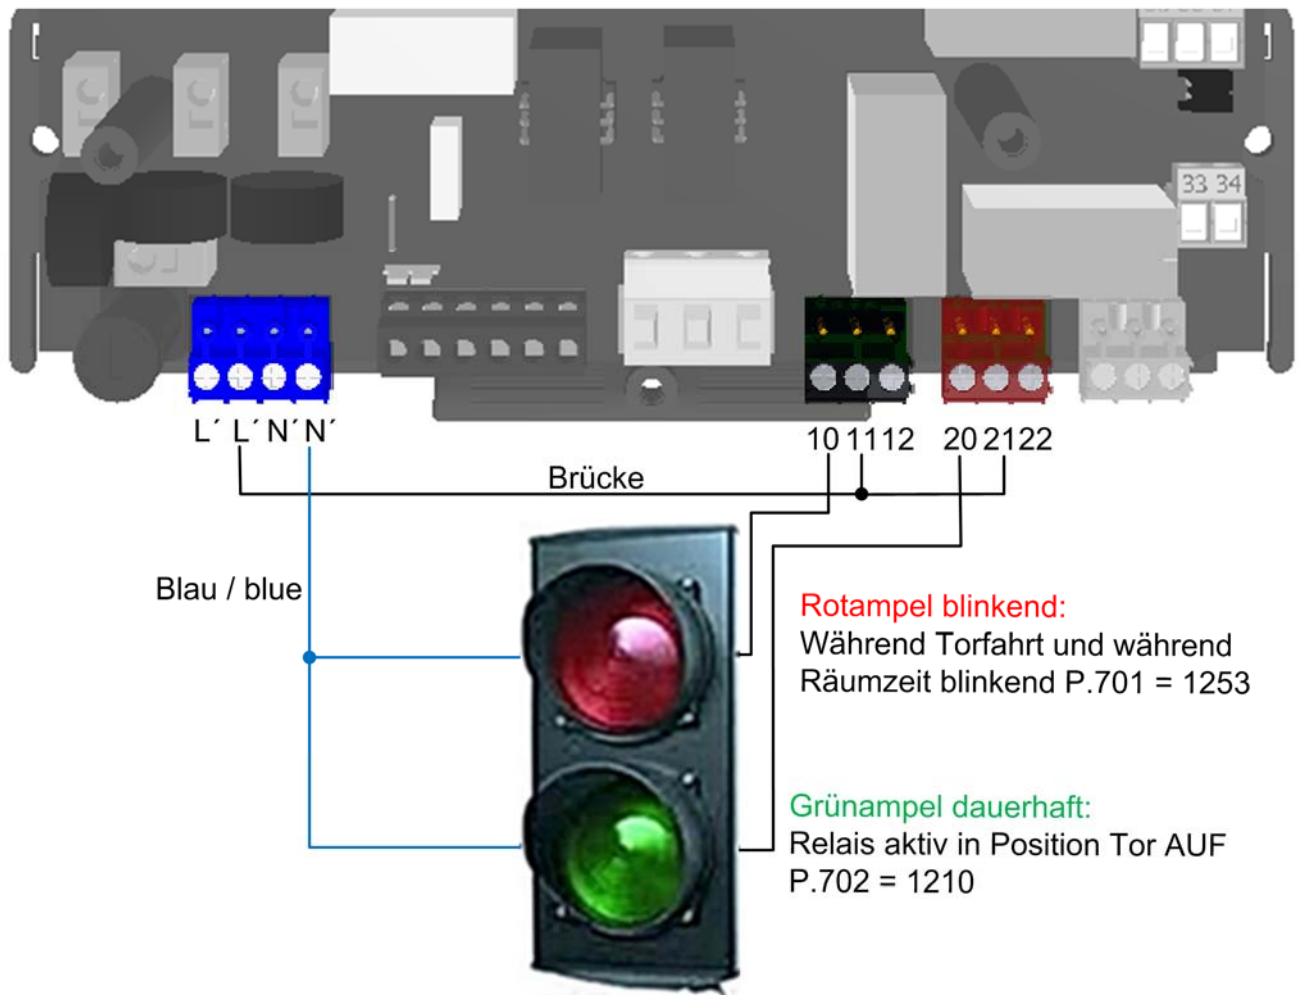 33 34
L´ L´ N´ N´
10 11 12
20 21 22
Brücke
Blau / blue
Rotampel blinkend:
Während Torfahrt und während
Räumzeit blinkend P.701 = 1253
Grünampel dauerhaft:
Relais aktiv in Position Tor AUF
P.702 = 1210